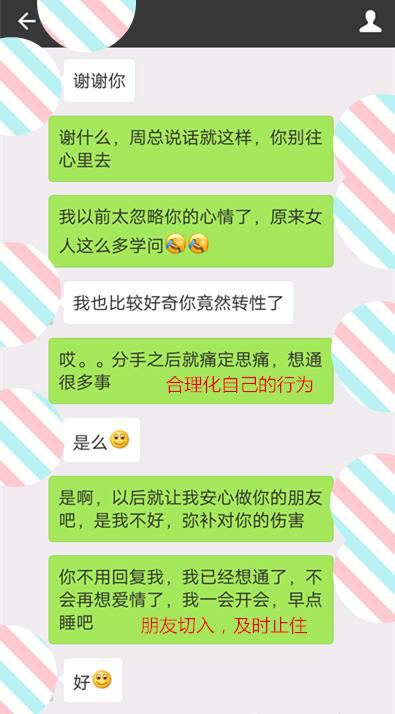 谢谢你
谢什么，周总说话就这样，你别往
心里去
我以前太忽略你的心情了，原来女
人这么多学问🤣🤣
我也比较好奇你竟然转性了
哎。。分手之后就痛定思痛，想通
很多事 合理化自己的行为
是么🙂
是啊，以后就让我安心做你的朋友
吧，是我不好，弥补对你的伤害
你不用回复我，我已经想通了，不
会再想爱情了，我一会开会，早点
睡吧 朋友切入，及时止住
好🙂